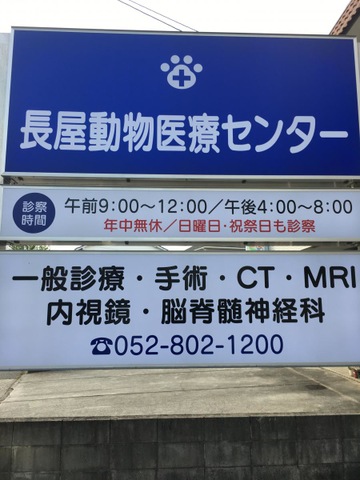 長屋動物医療センター
診察時間 午前9:00〜12:00/午後4:00〜8:00
年中無休/日曜日・祝祭日も診察
一般診療・手術・CT・MRI
内視鏡・脳脊髄神経科
☎052-802-1200